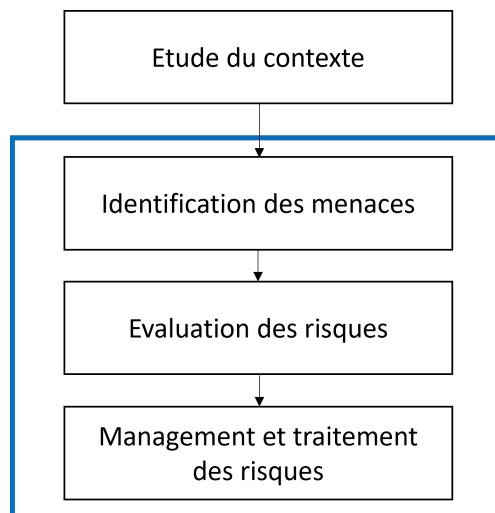 Etude du contexte
Identification des menaces
Evaluation des risques
Management et traitement
des risques